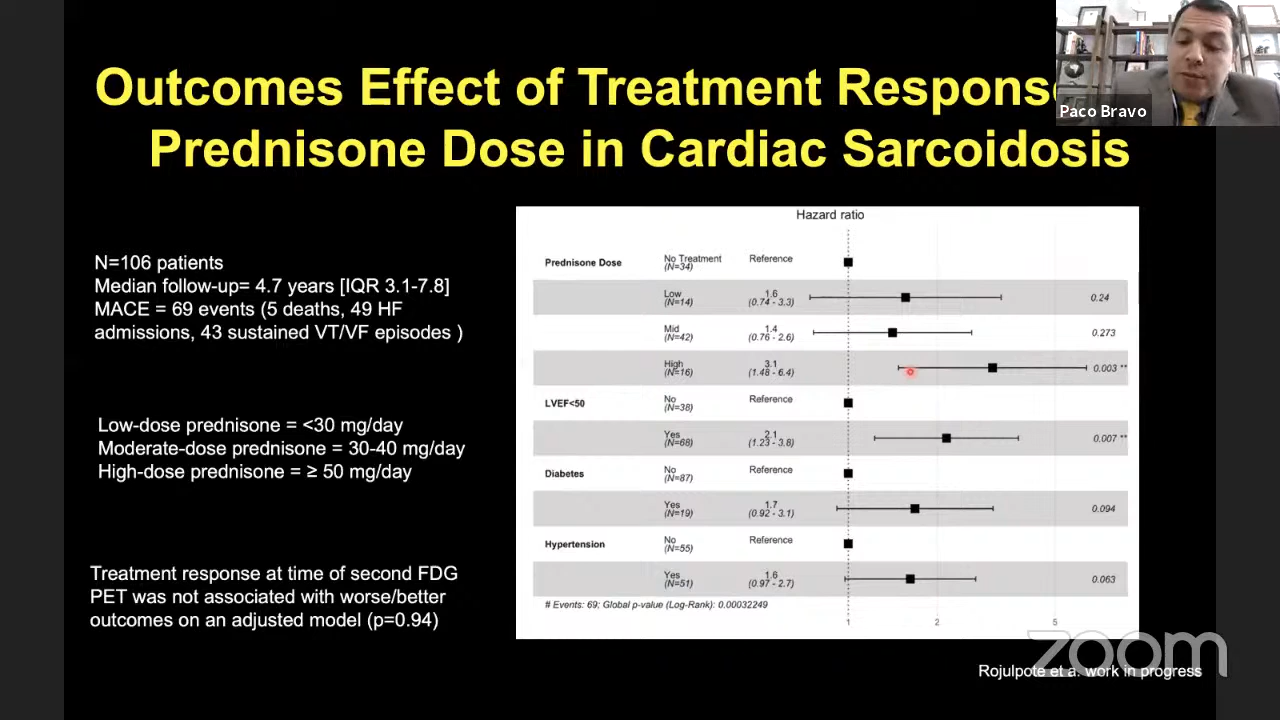 Outcomes Effect of Treatment Respons
Prednisone Dose in Cardiac Sarcoidosis
Paco Bravo
N=106 patients
Median follow-up= 4.7 years [IQR 3.1-7.8]
MACE = 69 events (5 deaths, 49 HF
admissions, 43 sustained VT/VF episodes )
Low-dose prednisone = <30 mg/day
Moderate-dose prednisone = 30-40 mg/day
High-dose prednisone = ≥ 50 mg/day
Treatment response at time of second FDG
PET was not associated with worse/better
outcomes on an adjusted model (p=0.94)
Hazard ratio
Prednisone Dose No Treatment Reference
(N=34)
Low 1.6
(N=14) (0.74 - 3.3) 0.24
Mid 1.4
(N=42) (0.76 - 2.6) 0.273
High 3.1
(N=16) (1.48 - 6.4) 0.003 **
LVEF<50 No Reference
(N=38)
Yes 2.1
(N=68) (1.23 - 3.8) 0.007 **
Diabetes No Reference
(N=87)
Yes 1.7
(N=19) (0.92 - 3.1) 0.094
Hypertension No Reference
(N=55)
Yes 1.6
(N=51) (0.97 - 2.7) 0.063
# Events: 69; Global p-value (Log-Rank): 0.00032249
1 2 5
zoom
Rojulpote et a. work in progress